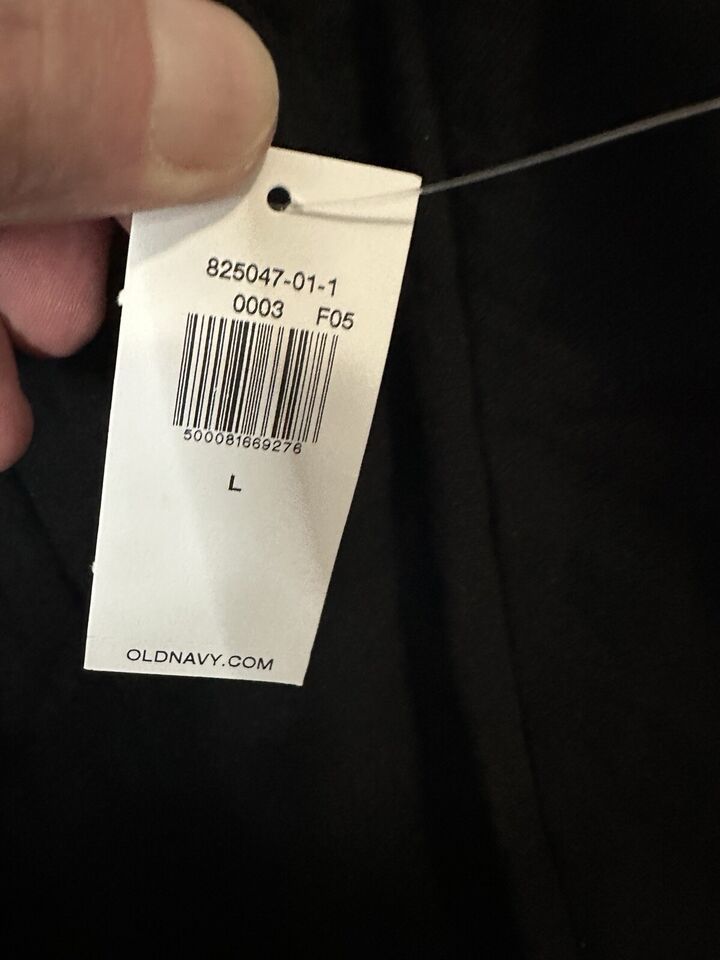 825047-01-1
0003 F05
500081669276
L
OLDNAVY.COM